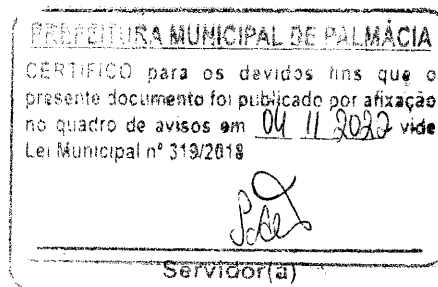 PREFEITURA MUNICIPAL DE PALMÁCIA
CERTIFICO para os devidos fins que o
presente documento foi publicado por afixação
no quadro de avisos em 04 11 2022 vide
Lei Municipal nº 319/2018
Servidor(a)